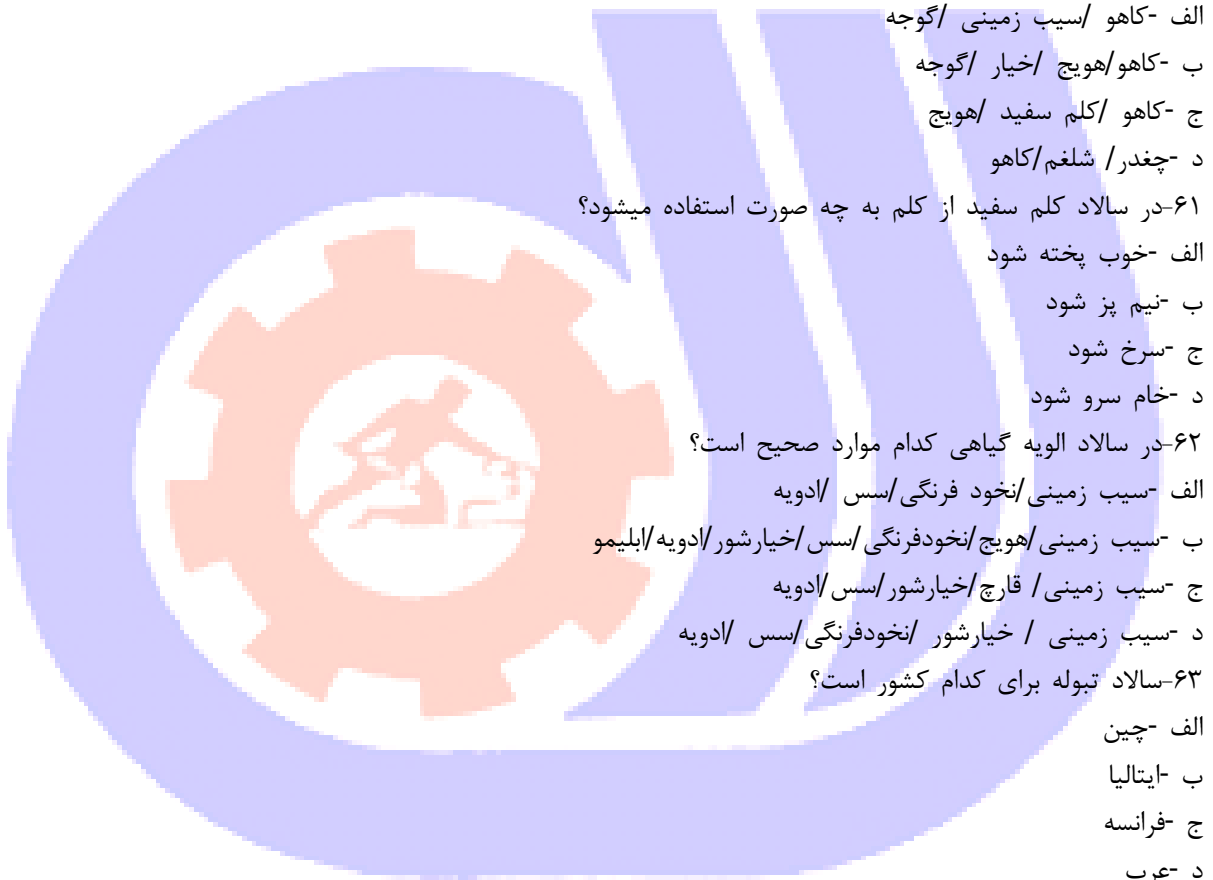 الف -کاهو /سیب زمینی /گوجه
ب -کاهو/هویج /خیار /گوجه
ج -کاهو /کلم سفید /هویج
د -چغدر/ شلغم/کاهو
۶۱-در سالاد کلم سفید از کلم به چه صورت استفاده میشود؟
الف -خوب پخته شود
ب -نیم پز شود
ج -سرخ شود
د -خام سرو شود
۶۲-در سالاد الویه گیاهی کدام موارد صحیح است؟
الف -سیب زمینی/نخود فرنگی/سس /ادویه
ب -سیب زمینی/هویج/نخودفرنگی/سس/خیارشور/ادویه/ابلیمو
ج -سیب زمینی/ قارچ/خیارشور/سس/ادویه
د -سیب زمینی / خیارشور /نخودفرنگی/سس /ادویه
۶۳-سالاد تبوله برای کدام کشور است؟
الف -چین
ب -ایتالیا
ج -فرانسه
د -عرب